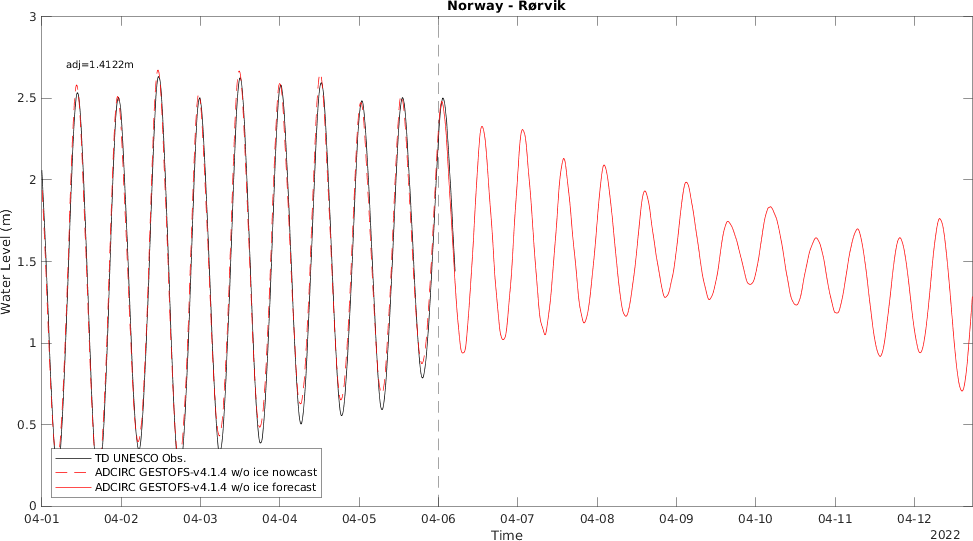 Norway - Rørvik
3
adj=1.4122m
2.5
2
1.5
1
0.5
0
Water Level (m)
TD UNESCO Obs.
ADCIRC GESTOFS-v4.1.4 w/o ice nowcast
ADCIRC GESTOFS-v4.1.4 w/o ice forecast
04-01 04-02 04-03 04-04 04-05 04-06 04-07 04-08 04-09 04-10 04-11 04-12
Time
2022